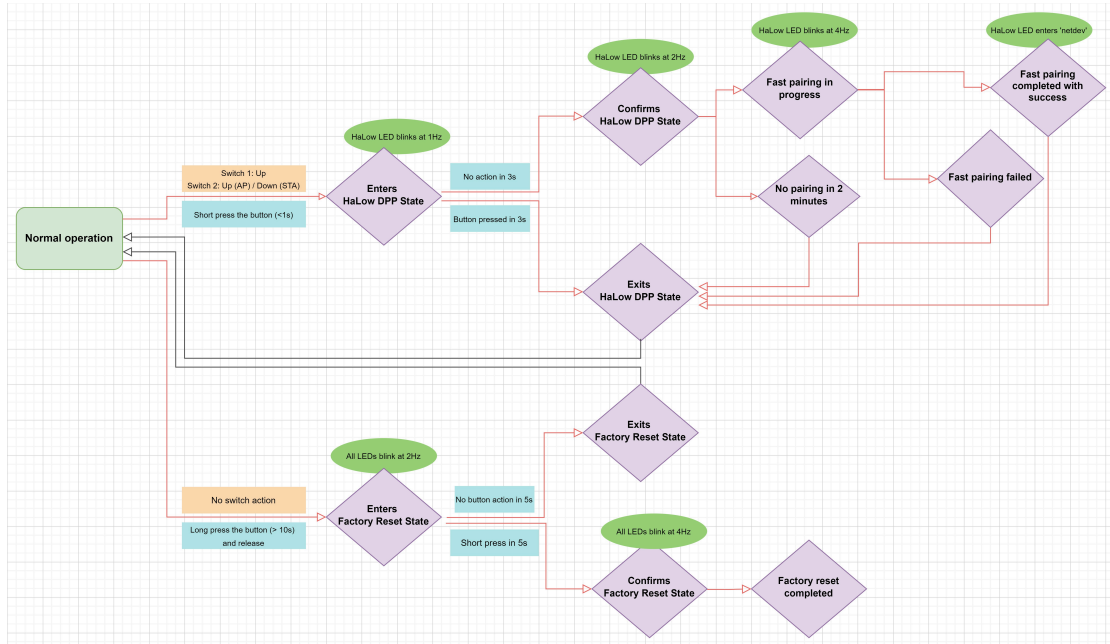 HaLow LED blinks at 4Hz
HaLow LED enters 'netdev'
HaLow LED blinks at 2Hz
Fast pairing in
progress
Fast pairing
completed with
success
Confirms
HaLow DPP State
HaLow LED blinks at 1Hz
Switch 1: Up
Switch 2: Up (AP) / Down (STA)
Short press the button (<1s)
Enters
HaLow DPP State
No action in 3s
Button pressed in 3s
No pairing in 2
minutes
Fast pairing failed
Normal operation
Exits
HaLow DPP State
Exits
Factory Reset State
All LEDs blink at 2Hz
No switch action
Long press the button (> 10s)
and release
Enters
Factory Reset State
No button action in 5s
Short press in 5s
All LEDs blink at 4Hz
Confirms
Factory Reset State
Factory reset
completed